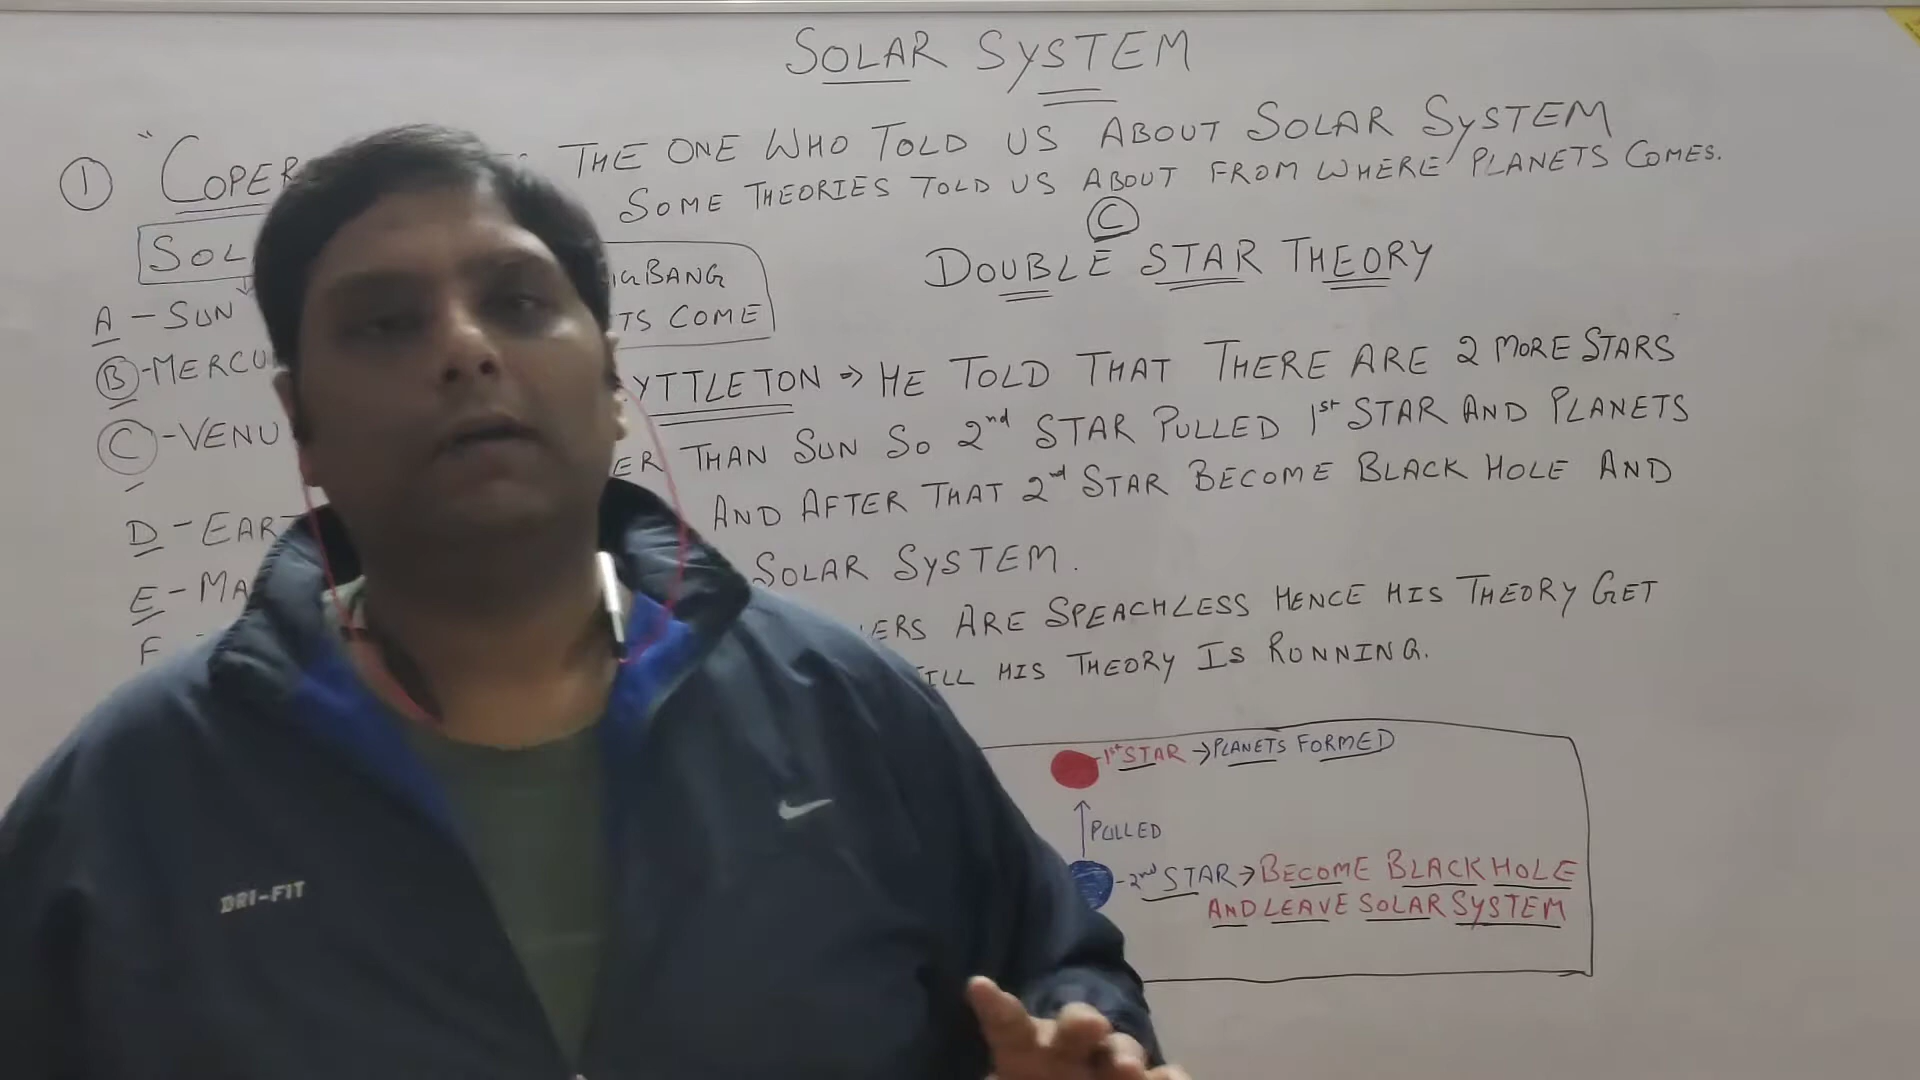 SOLAR SYSTEM
① "COPER THE ONE WHO TOLD US ABOUT SOLAR SYSTEM
SOME THEORIES TOLD US ABOUT FROM WHERE PLANETS COMES.
SOL
BANG
TS COME
Ⓒ
DOUBLE STAR THEORY
A - SUN
Ⓑ - MERCU
Ⓒ - VENU
D - EAR
E - MA
F
YTTLETON ⇒ HE TOLD THAT THERE ARE 2 MORE STARS
ER THAN SUN SO 2nd STAR PULLED 1st STAR AND PLANETS
AND AFTER THAT 2nd STAR BECOME BLACK HOLE AND
SOLAR SYSTEM.
ERS ARE SPEACHLESS HENCE HIS THEORY GET
ILL HIS THEORY IS RUNNING.
1st STAR → PLANETS FORMED
↑ PULLED
- 2nd STAR → BECOME BLACK HOLE
AND LEAVE SOLAR SYSTEM
DRI-FIT